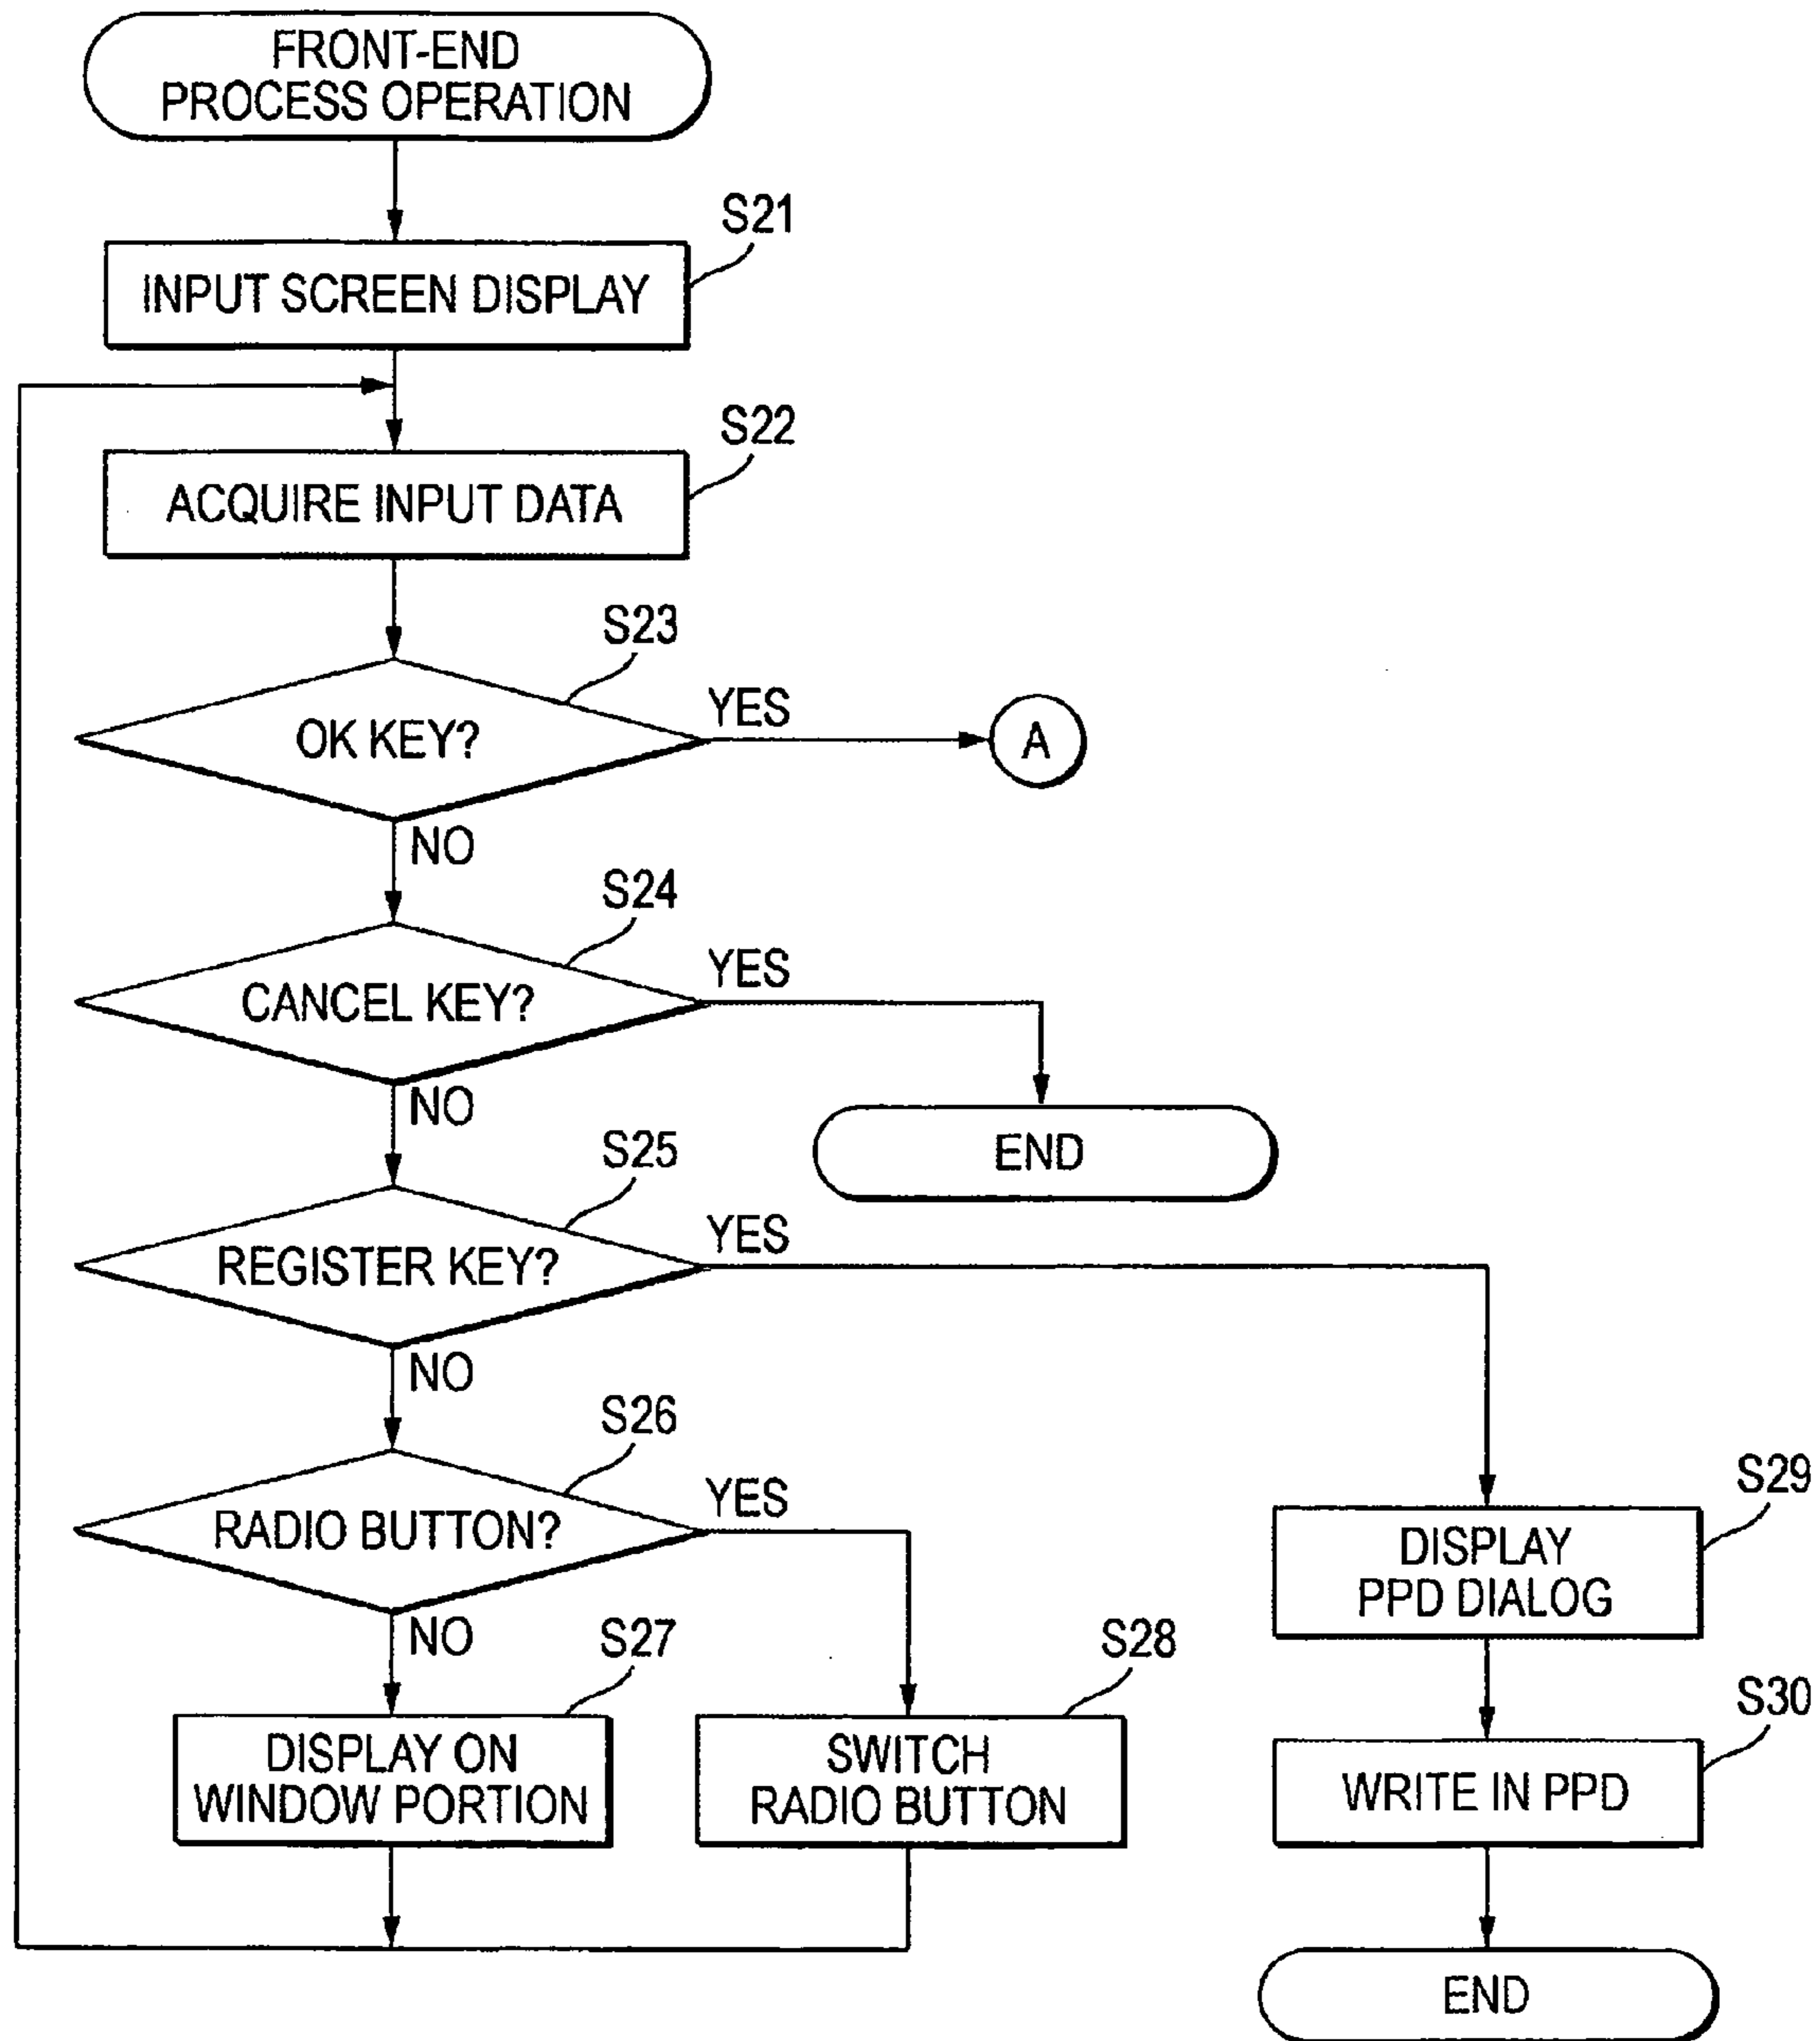 FRONT-END
PROCESS OPERATION
S21
INPUT SCREEN DISPLAY
S22
ACQUIRE INPUT DATA
S23
OK KEY?
YES
A
NO
S24
CANCEL KEY?
YES
NO
END
S25
REGISTER KEY?
YES
NO
S26
RADIO BUTTON?
YES
NO
S27
DISPLAY ON
WINDOW PORTION
S28
SWITCH
RADIO BUTTON
S29
DISPLAY
PPD DIALOG
S30
WRITE IN PPD
END